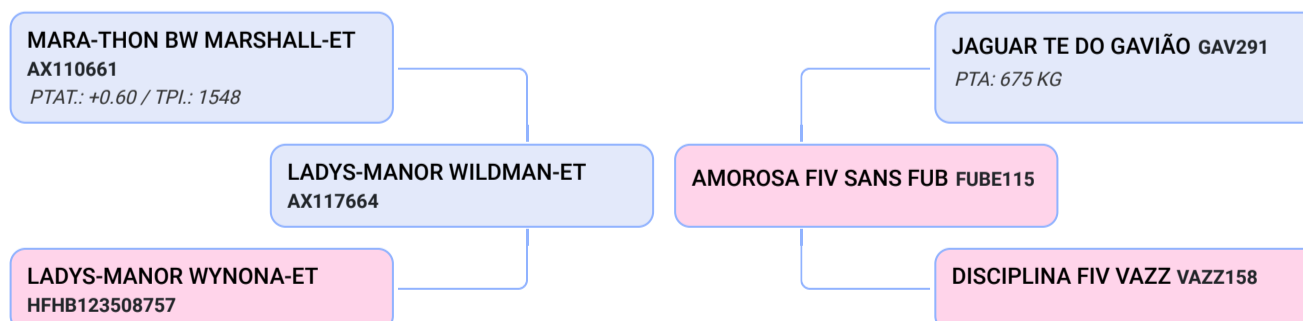 MARA-THON BW MARSHALL-ET
AX110661
PTAT.: +0.60 / TPI.: 1548
JAGUAR TE DO GAVIÃO GAV291
PTA: 675 KG
LADYS-MANOR WILDMAN-ET
AX117664
AMOROSA FIV SANS FUB FUBE115
LADYS-MANOR WYNONA-ET
HFHB123508757
DISCIPLINA FIV VAZZ VAZZ158